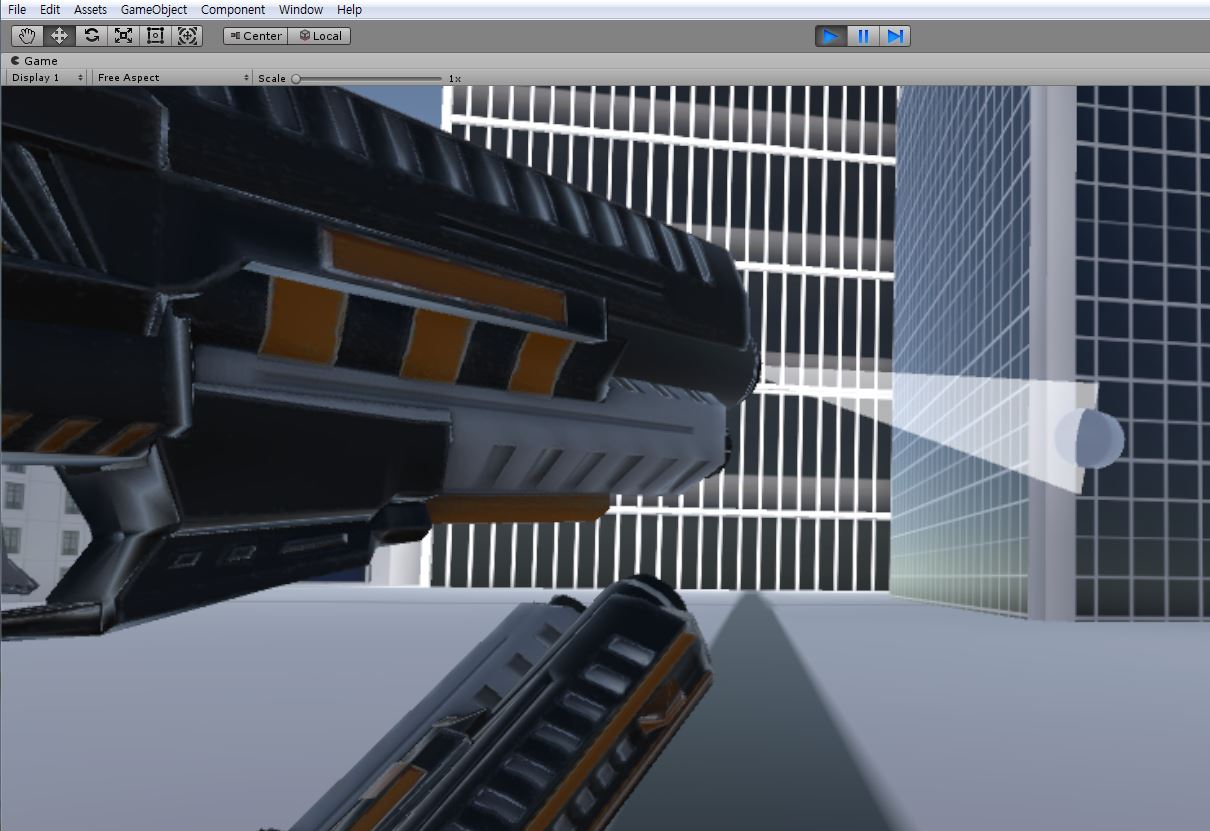 File Edit Assets GameObject Component Window Help
Center Local
Game
Display 1 Free Aspect Scale 1x